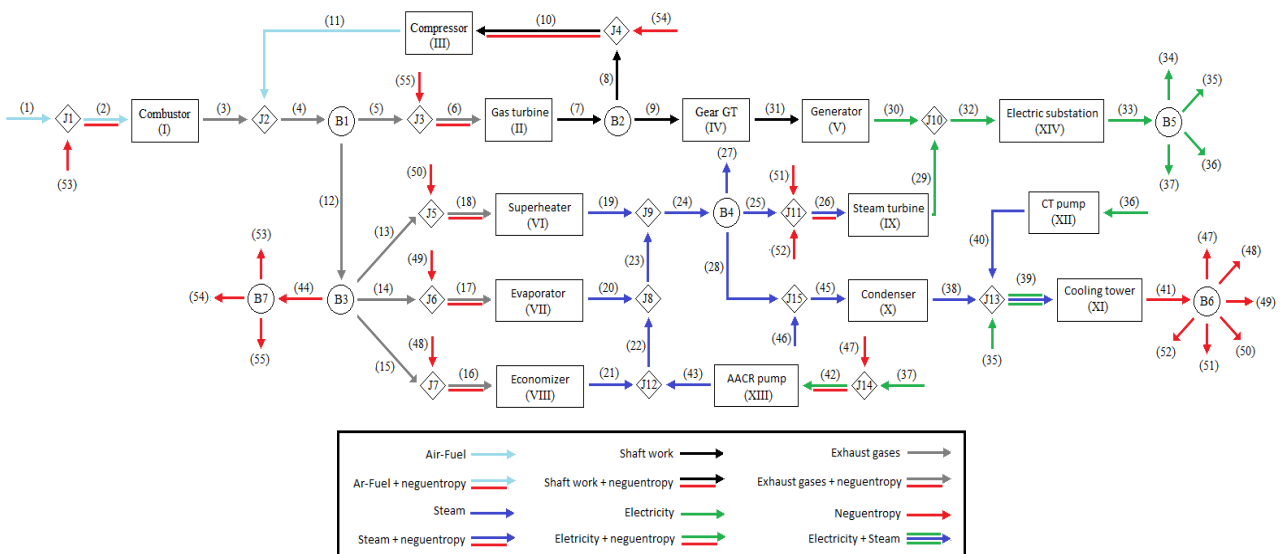 (11)
Compressor
(III)
(10)
J4
(54)
(8)
(55)
(34)
(35)
(1)
J1
(2)
Combustor
(I)
(3)
J2
(4)
B1
(5)
J3
(6)
Gas turbine
(II)
(7)
B2
(9)
Gear GT
(IV)
(31)
Generator
(V)
(30)
J10
(32)
Electric substation
(XIV)
(33)
B5
(53)
(27)
(36)
(37)
(12)
(50)
(51)
(29)
(13)
J5
(18)
Superheater
(VI)
(19)
J9
(24)
B4
(25)
J11
(26)
Steam turbine
(IX)
CT pump
(XII)
(36)
(53)
(49)
(23)
(28)
(52)
(40)
(47)
(48)
(54)
B7
(44)
B3
(14)
J6
(17)
Evaporator
(VII)
(20)
J8
J15
(45)
Condenser
(X)
(38)
J13
(39)
Cooling tower
(XI)
(41)
B6
(49)
(55)
(15)
(48)
(22)
(46)
(47)
(35)
(52)
(51)
(50)
J7
(16)
Economizer
(VIII)
(21)
J12
(43)
AACR pump
(XIII)
(42)
J14
(37)
Air-Fuel
Shaft work
Exhaust gases
Ar-Fuel + neguentropy
Shaft work + neguentropy
Exhaust gases + neguentropy
Steam
Electricity
Neguentropy
Steam + neguentropy
Eletricity + neguentropy
Electricity + Steam